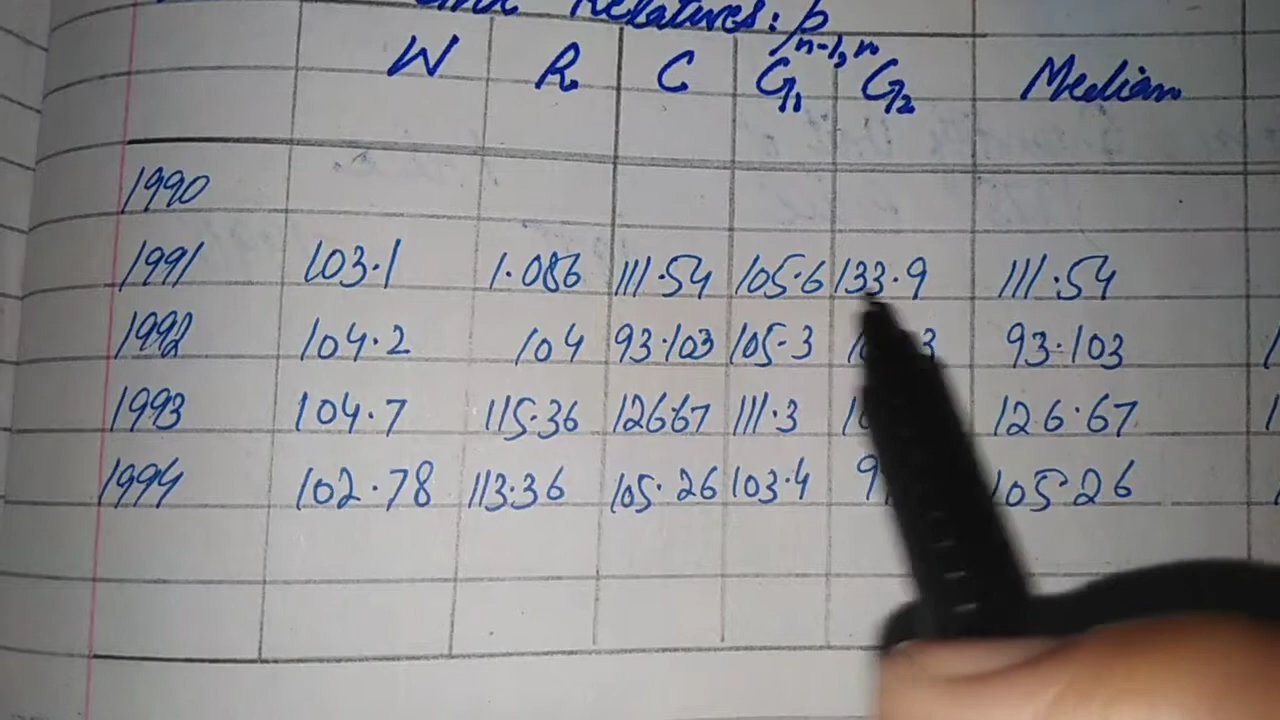 Relatives: P n-1, n
W R C G1 G2 Median
1990
1991 103.1 1.086 111.54 105.6 133.9 111.54
1992 104.2 104 93.103 105.3 93.103
1993 104.7 115.36 126.67 111.3 126.67
1994 102.78 113.36 105.26 103.4 105.26